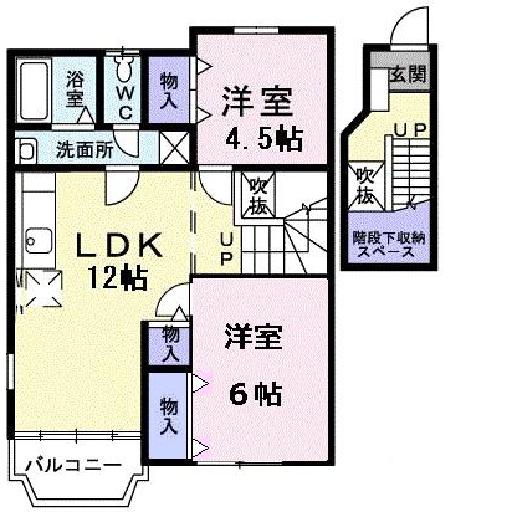 浴室
WC
物入
洋室
4.5帖
玄関
洗面所
UP
吹抜
吹抜
LDK
12帖
UP
階段下収納
スペース
物入
洋室
6帖
物入
バルコニー